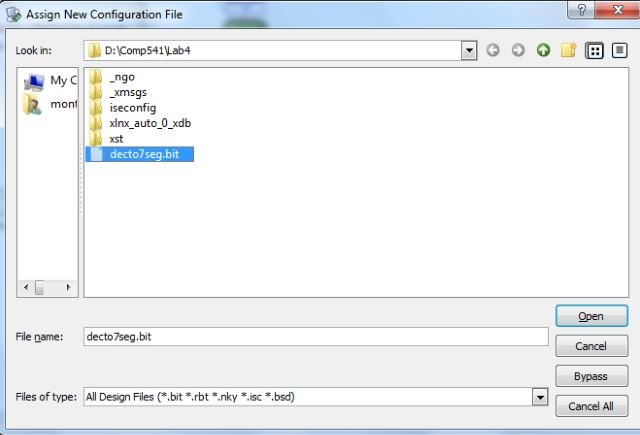 Assign New Configuration File
Look in: D:\Comp541\Lab4
My C
mont
_ngo
_xmsgs
iseconfig
xlnx_auto_0_xdb
xst
decto7seg.bit
Open
File name: decto7seg.bit
Cancel
Bypass
Files of type: All Design Files (*.bit *.rbt *.nky *.isc *.bsd)
Cancel All